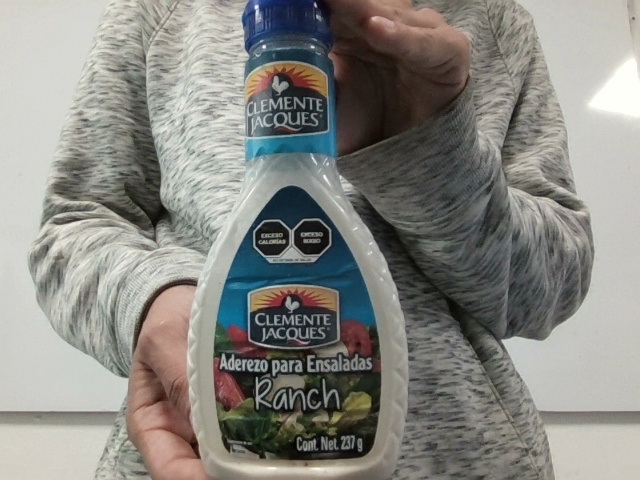 CLEMENTE
JACQUES
EXCESO
CALORÍAS
EXCESO
SODIO
CLEMENTE
JACQUES
Aderezo para Ensaladas
Ranch
Cont. Net. 237 g